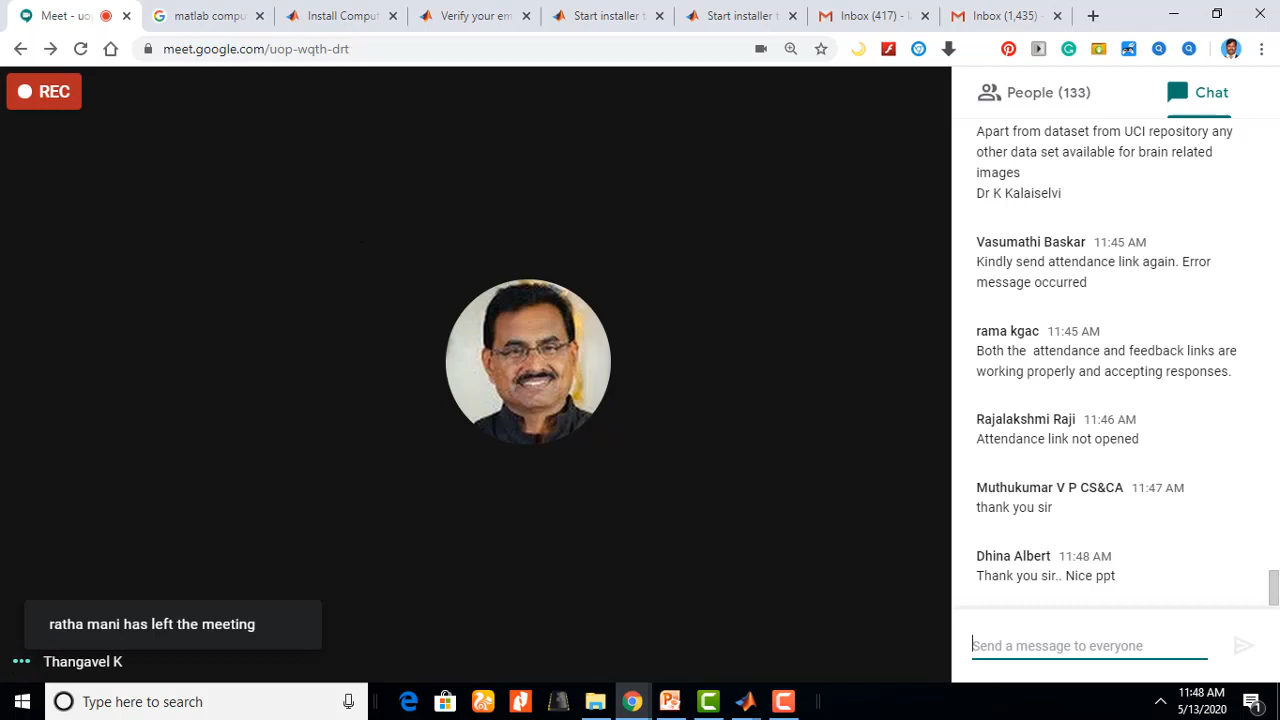 Meet - uop
matlab compu
Install Comput
Verify your em
Start installer t
Start installer t
Inbox (417) - l
Inbox (1,435) -
meet.google.com/uop-wqth-drt
REC
People (133)
Chat
Apart from dataset from UCI repository any
other data set available for brain related
images
Dr K Kalaiselvi
Vasumathi Baskar 11:45 AM
Kindly send attendance link again. Error
message occurred
rama kgac 11:45 AM
Both the attendance and feedback links are
working properly and accepting responses.
Rajalakshmi Raji 11:46 AM
Attendance link not opened
Muthukumar V P CS&CA 11:47 AM
thank you sir
Dhina Albert 11:48 AM
Thank you sir.. Nice ppt
ratha mani has left the meeting
Thangavel K
Send a message to everyone
Type here to search
11:48 AM
5/13/2020
1